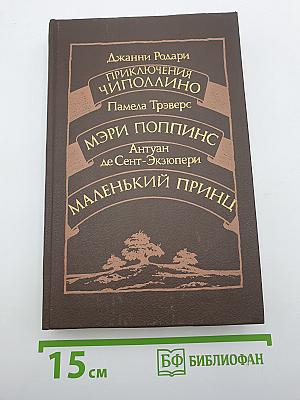 Джанни Родари
ПРИКЛЮЧЕНИЯ
ЧИПОЛЛИНО
Памела Трэверс
МЭРИ ПОППИНС
Антуан
де Сент-Экзюпери
МАЛЕНЬКИЙ ПРИНЦ
15 см
БФ БИБЛИОФАН